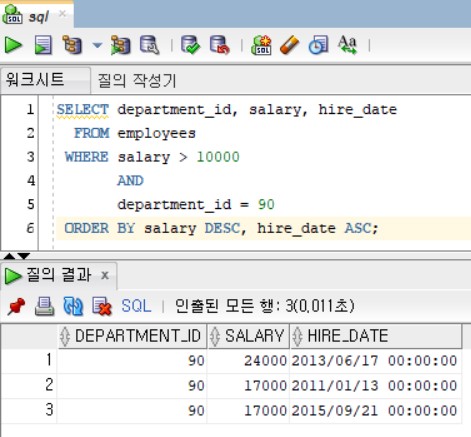 sql
워크시트 질의 작성기
1 SELECT department_id, salary, hire_date
2 FROM employees
3 WHERE salary > 10000
4 AND
5 department_id = 90
6 ORDER BY salary DESC, hire_date ASC;
질의 결과 x
SQL | 인출된 모든 행: 3(0,011초)
DEPARTMENT_ID SALARY HIRE_DATE
1 90 24000 2013/06/17 00:00:00
2 90 17000 2011/01/13 00:00:00
3 90 17000 2015/09/21 00:00:00